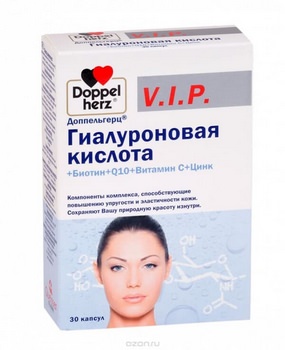 Doppel
herz®
V.I.P.
Доппельгерц®
Гиалуроновая
кислота
+Биотин+Q10+Витамин С+Цинк
Компоненты комплекса, способствующие
повышению упругости и эластичности кожи.
Сохраняют Вашу природную красоту изнутри.
30 капсул
ozon.ru